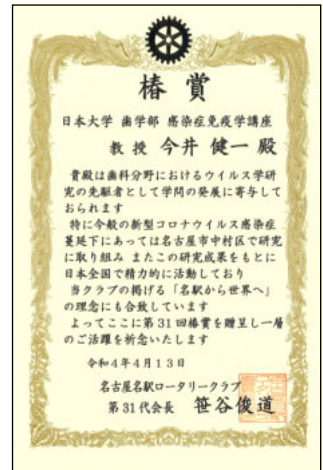 椿賞
日本大学 歯学部 感染症免疫学講座
教授 今井 健一 殿
貴殿は歯科分野におけるウイルス学研
究の先駆者として学問の発展に寄与して
おられます
特に今般の新型コロナウイルス感染症
蔓延下にあっては名古屋市中村区で研究
に取り組み またこの研究成果をもとに
日本全国で精力的に活動しており
当クラブの掲げる「名駅から世界へ」
の理念にも合致しています
よってここに第31回椿賞を贈呈し一層
のご活躍を祈念いたします
令和4年4月13日
名古屋名駅ロータリークラブ
第31代会長 笹谷俊道